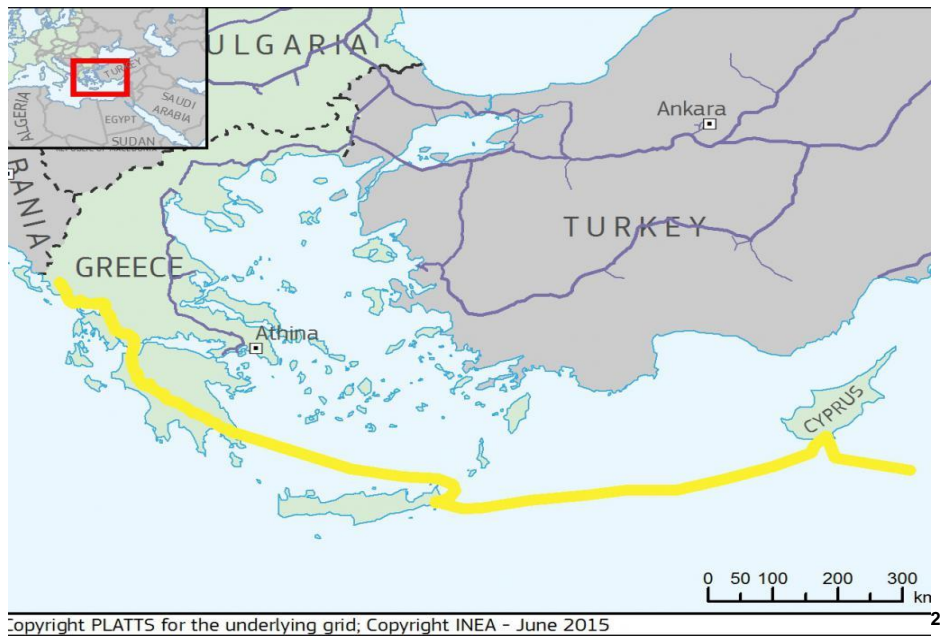 ULGARIA
TURKEY
ALGERIA
EGYPT
SAUDI
ARABIA
SUDAN
BANIA
Ankara
TURKEY
GREECE
Athina
CYPRUS
0 50 100 200 300
km
Copyright PLATTS for the underlying grid; Copyright INEA - June 2015
2